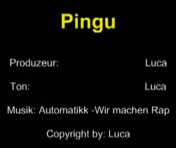 Pingu
Produzeur: Luca
Ton: Luca
Musik: Automatikk -Wir machen Rap
Copyright by: Luca